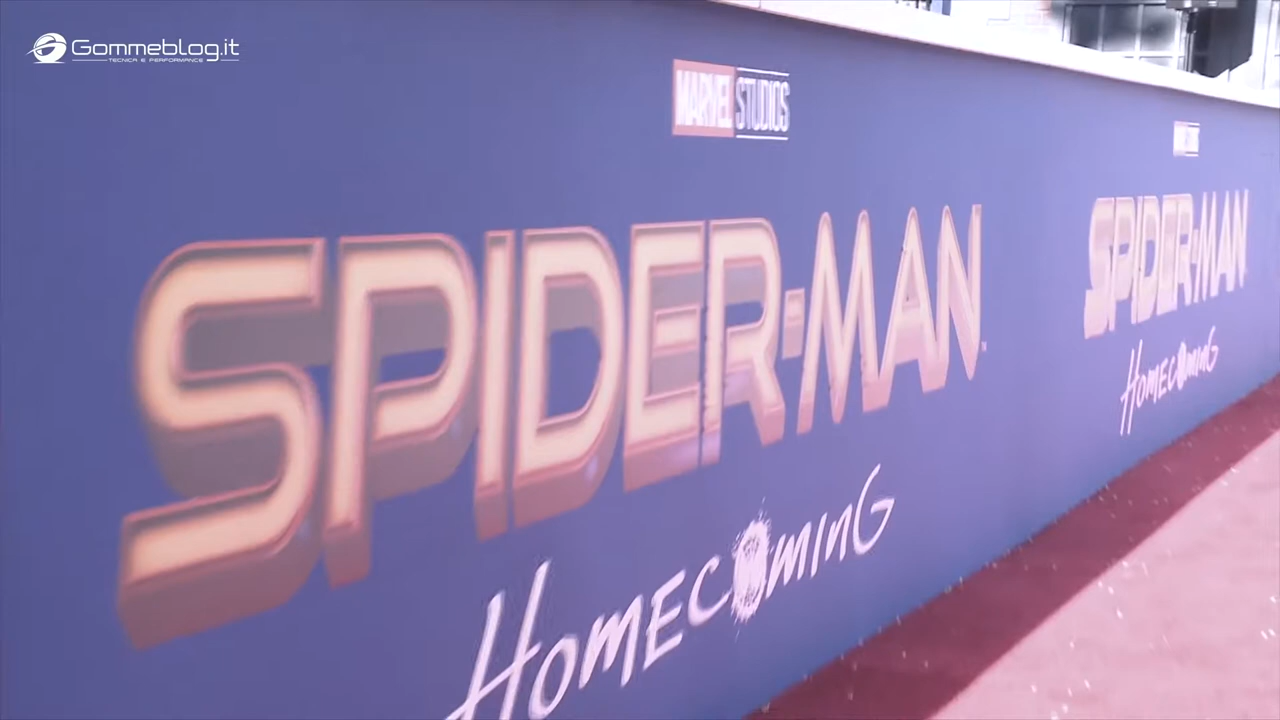 Gommeblog.it
TECNICA E PERFORMANCE
MARVEL STUDIOS
SPIDER-MAN
HOMECOMING
SPIDER-MAN
HOMECOMING